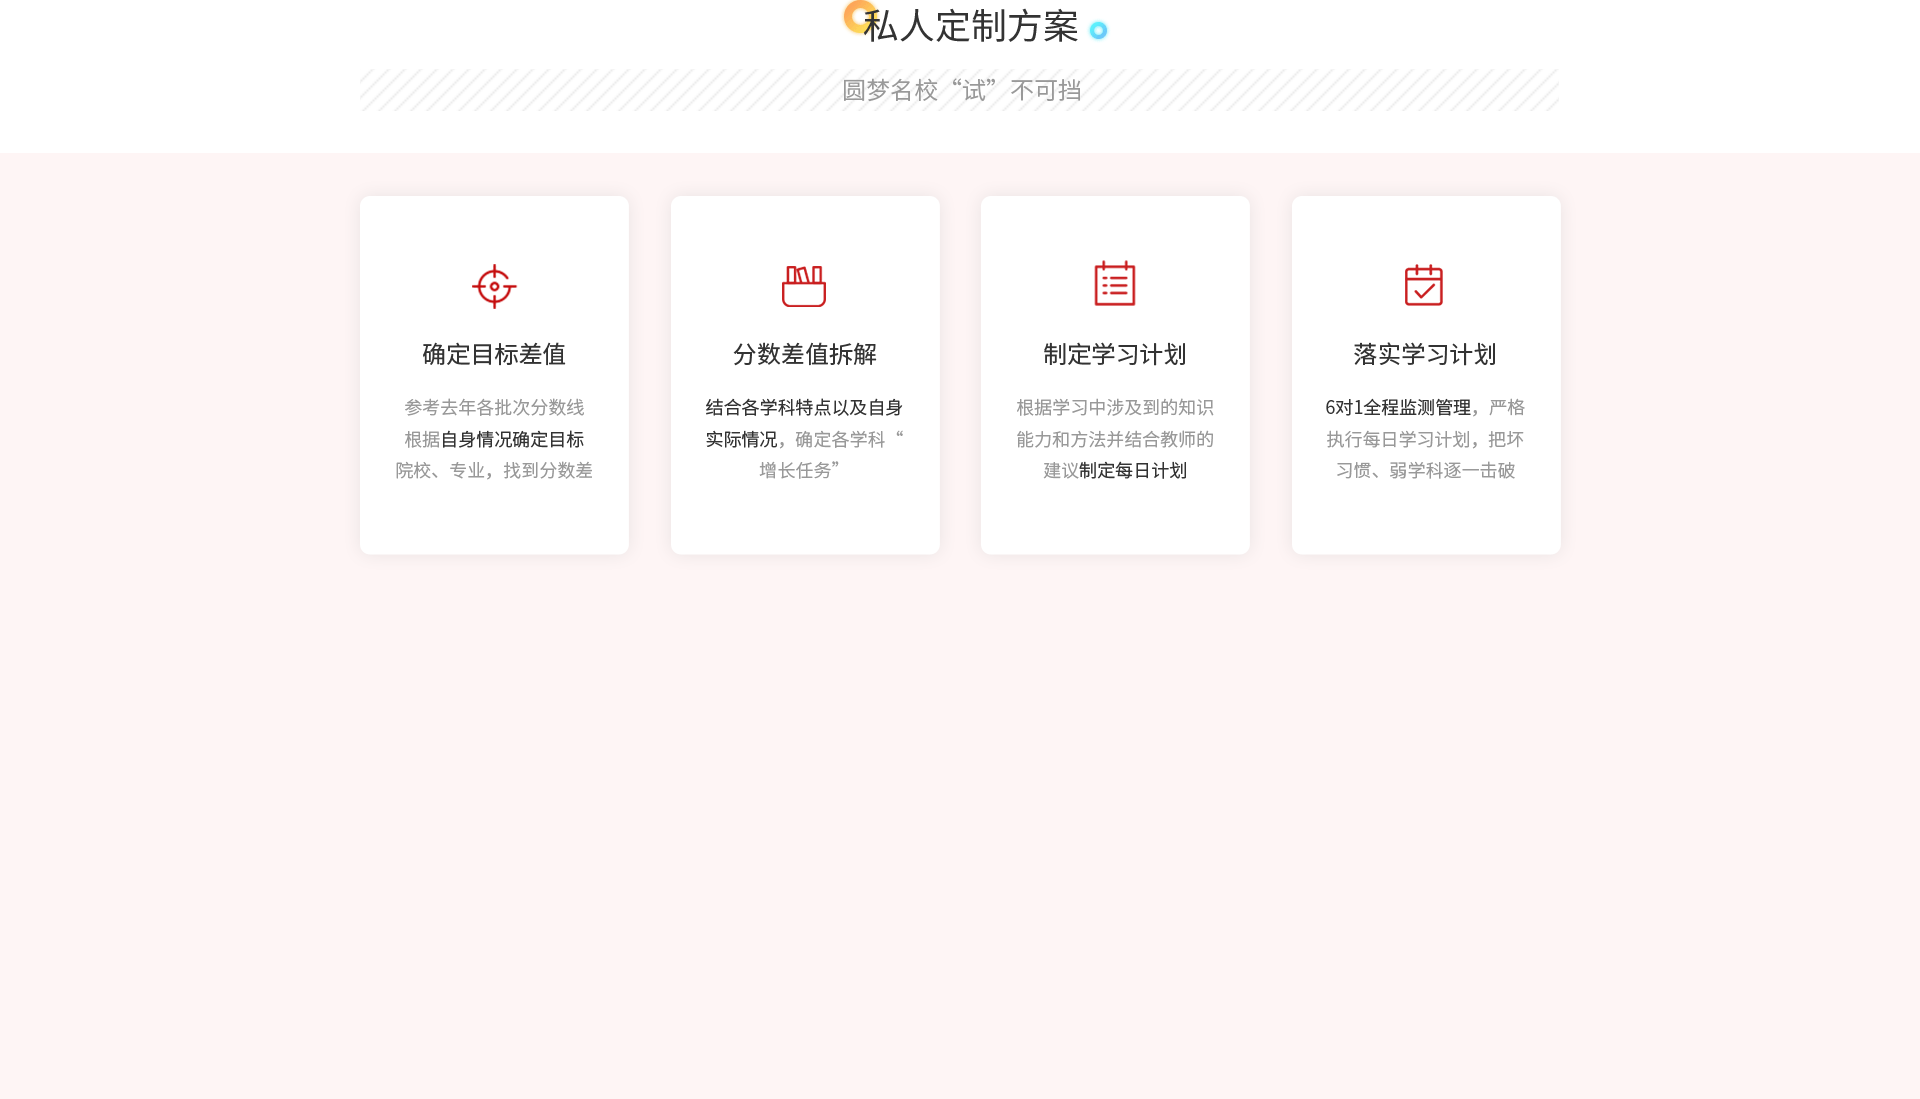 私人定制方案
圆梦名校“试”不可挡
确定目标差值
参考去年各批次分数线
根据自身情况确定目标
院校、专业，找到分数差
分数差值拆解
结合各学科特点以及自身
实际情况，确定各学科“
增长任务”
制定学习计划
根据学习中涉及到的知识
能力和方法并结合教师的
建议制定每日计划
落实学习计划
6对1全程监测管理，严格
执行每日学习计划，把坏
习惯、弱学科逐一击破